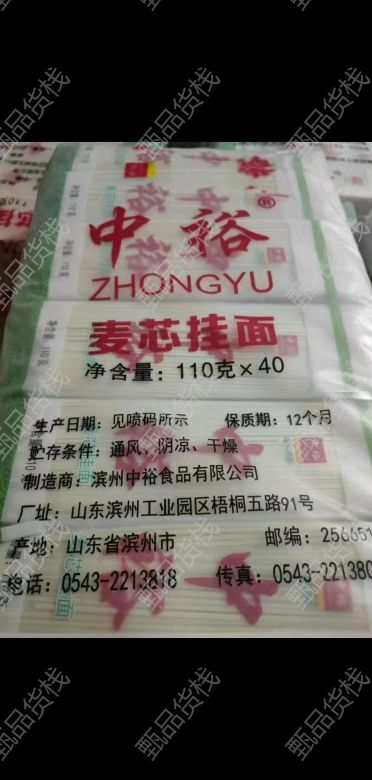 中裕®
ZHONGYU
麦芯挂面
净含量：110克×40
生产日期：见喷码所示 保质期：12个月
贮存条件：通风、阴凉、干燥
制造商：滨州中裕食品有限公司
厂址：山东滨州工业园区梧桐五路91号
产地：山东省滨州市 邮编：256651
电话：0543-2213818 传真：0543-221380
甄品货栈